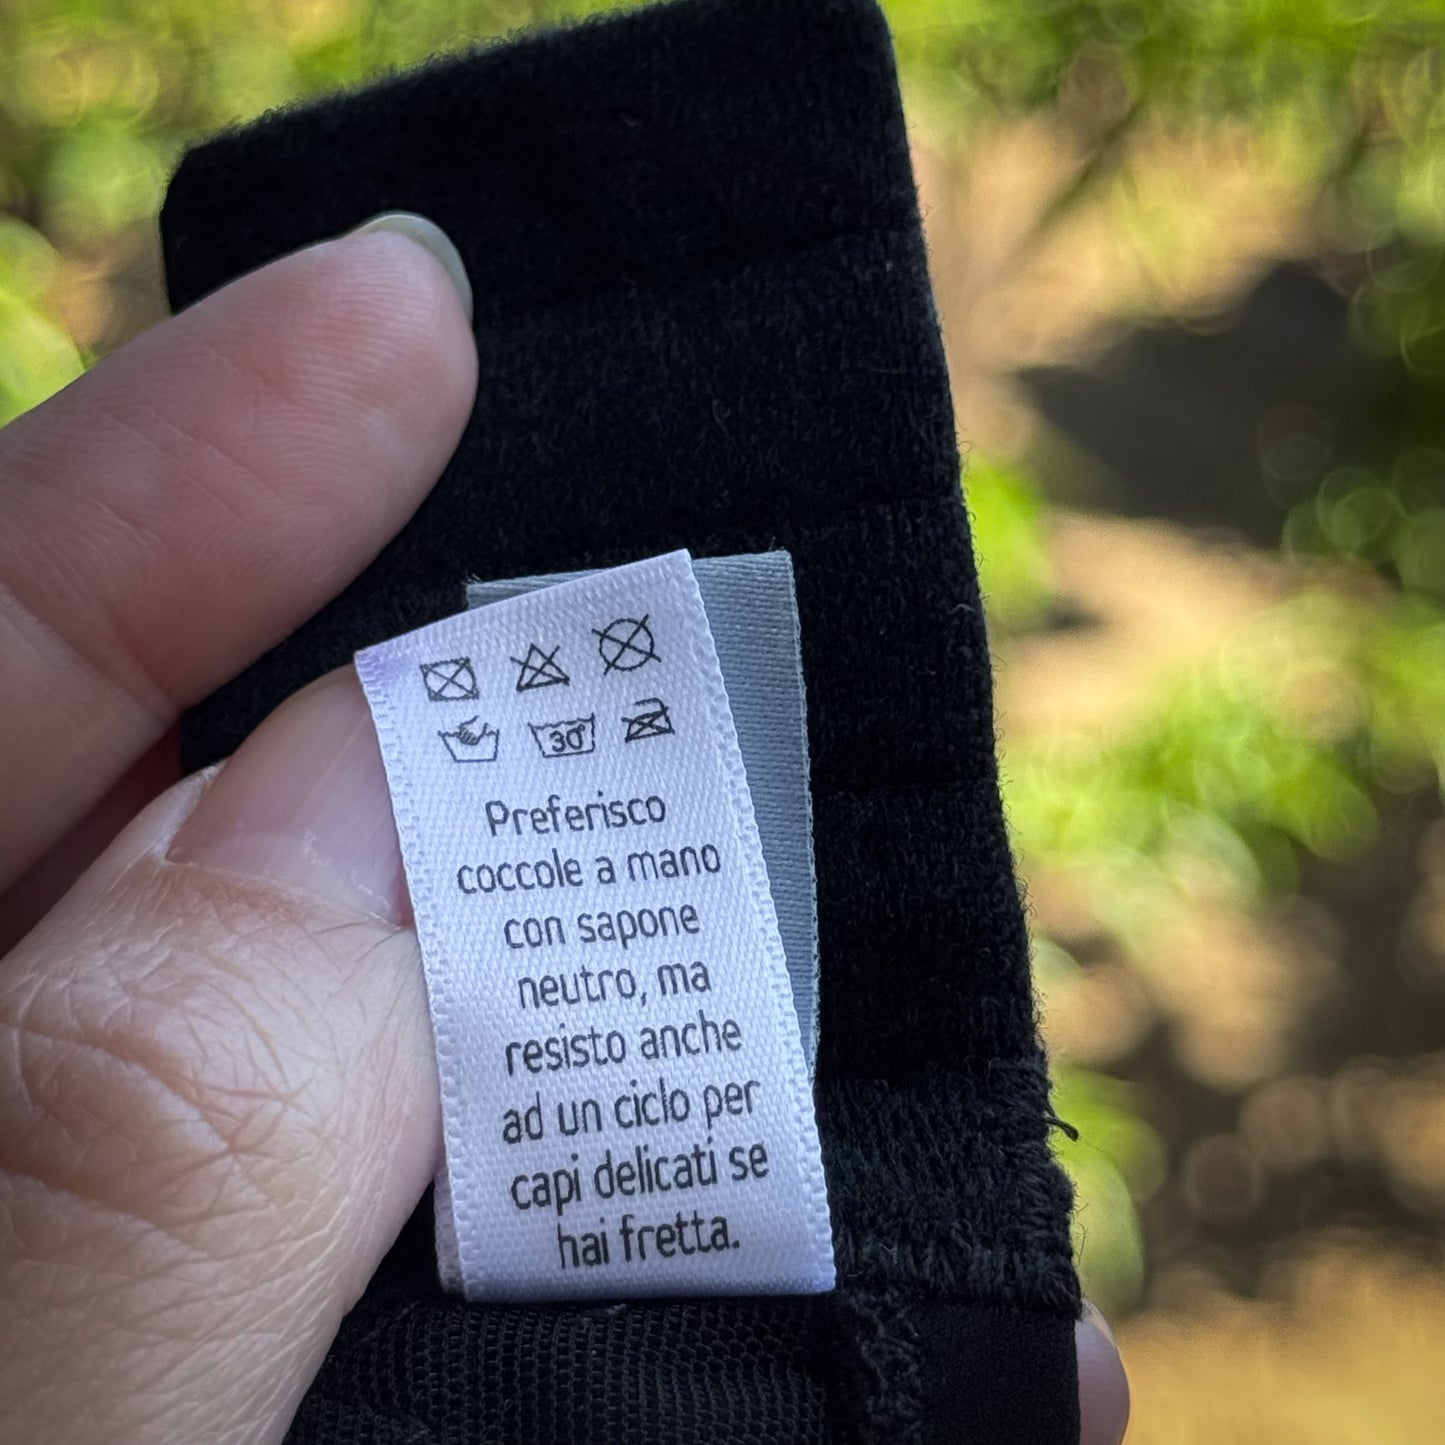 30
Preferisco
coccole a mano
con sapone
neutro, ma
resisto anche
ad un ciclo per
capi delicati se
hai fretta.